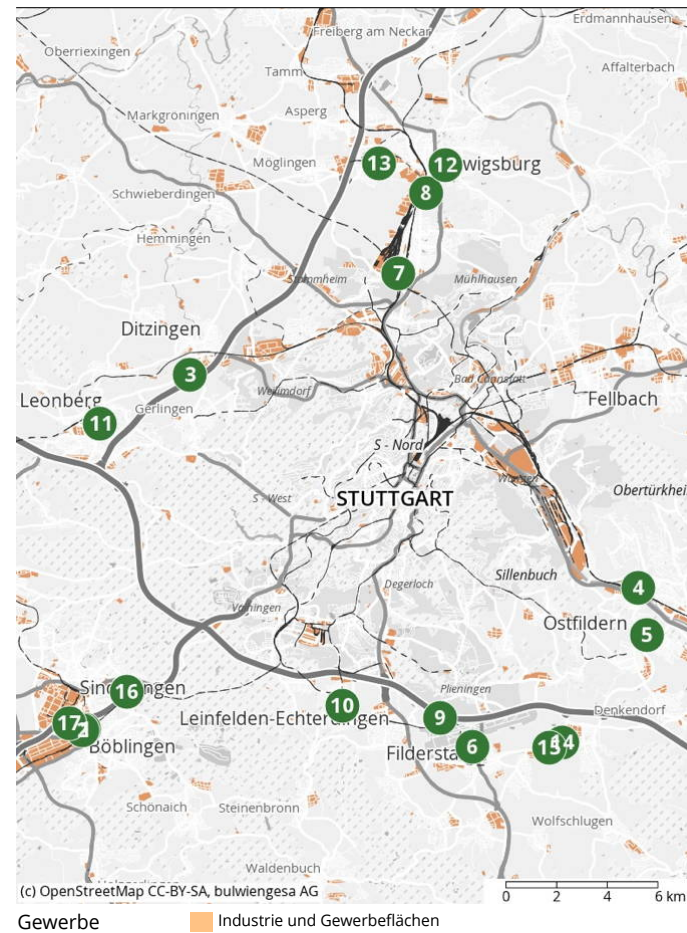 Erdmannhausen
Freiberg am Neckar
Oberriexingen
Tamm
Affalterbach
Asperg
Markgröningen
Möglingen
13
12
wigsburg
8
Schwieberdingen
Hemmingen
7
Stammheim
Mühlhausen
Ditzingen
3
Weilimdorf
Bad Cannstatt
Leonberg
Gerlingen
Fellbach
11
S - Nord
Wangen
S - West
STUTTGART
Obertürkhei
Degerloch
Sillenbuch
4
Vaihingen
Ostfildern
5
16
Plieningen
10
Leinfelden-Echterdingen
9
Denkendorf
17
Böblingen
Fildersta
6
15
Schönaich
Steinenbronn
Wolfschlugen
Waldenbuch
(c) OpenStreetMap CC-BY-SA, bulwiengesa AG
0 2 4 6 km
Gewerbe
Industrie und Gewerbeflächen